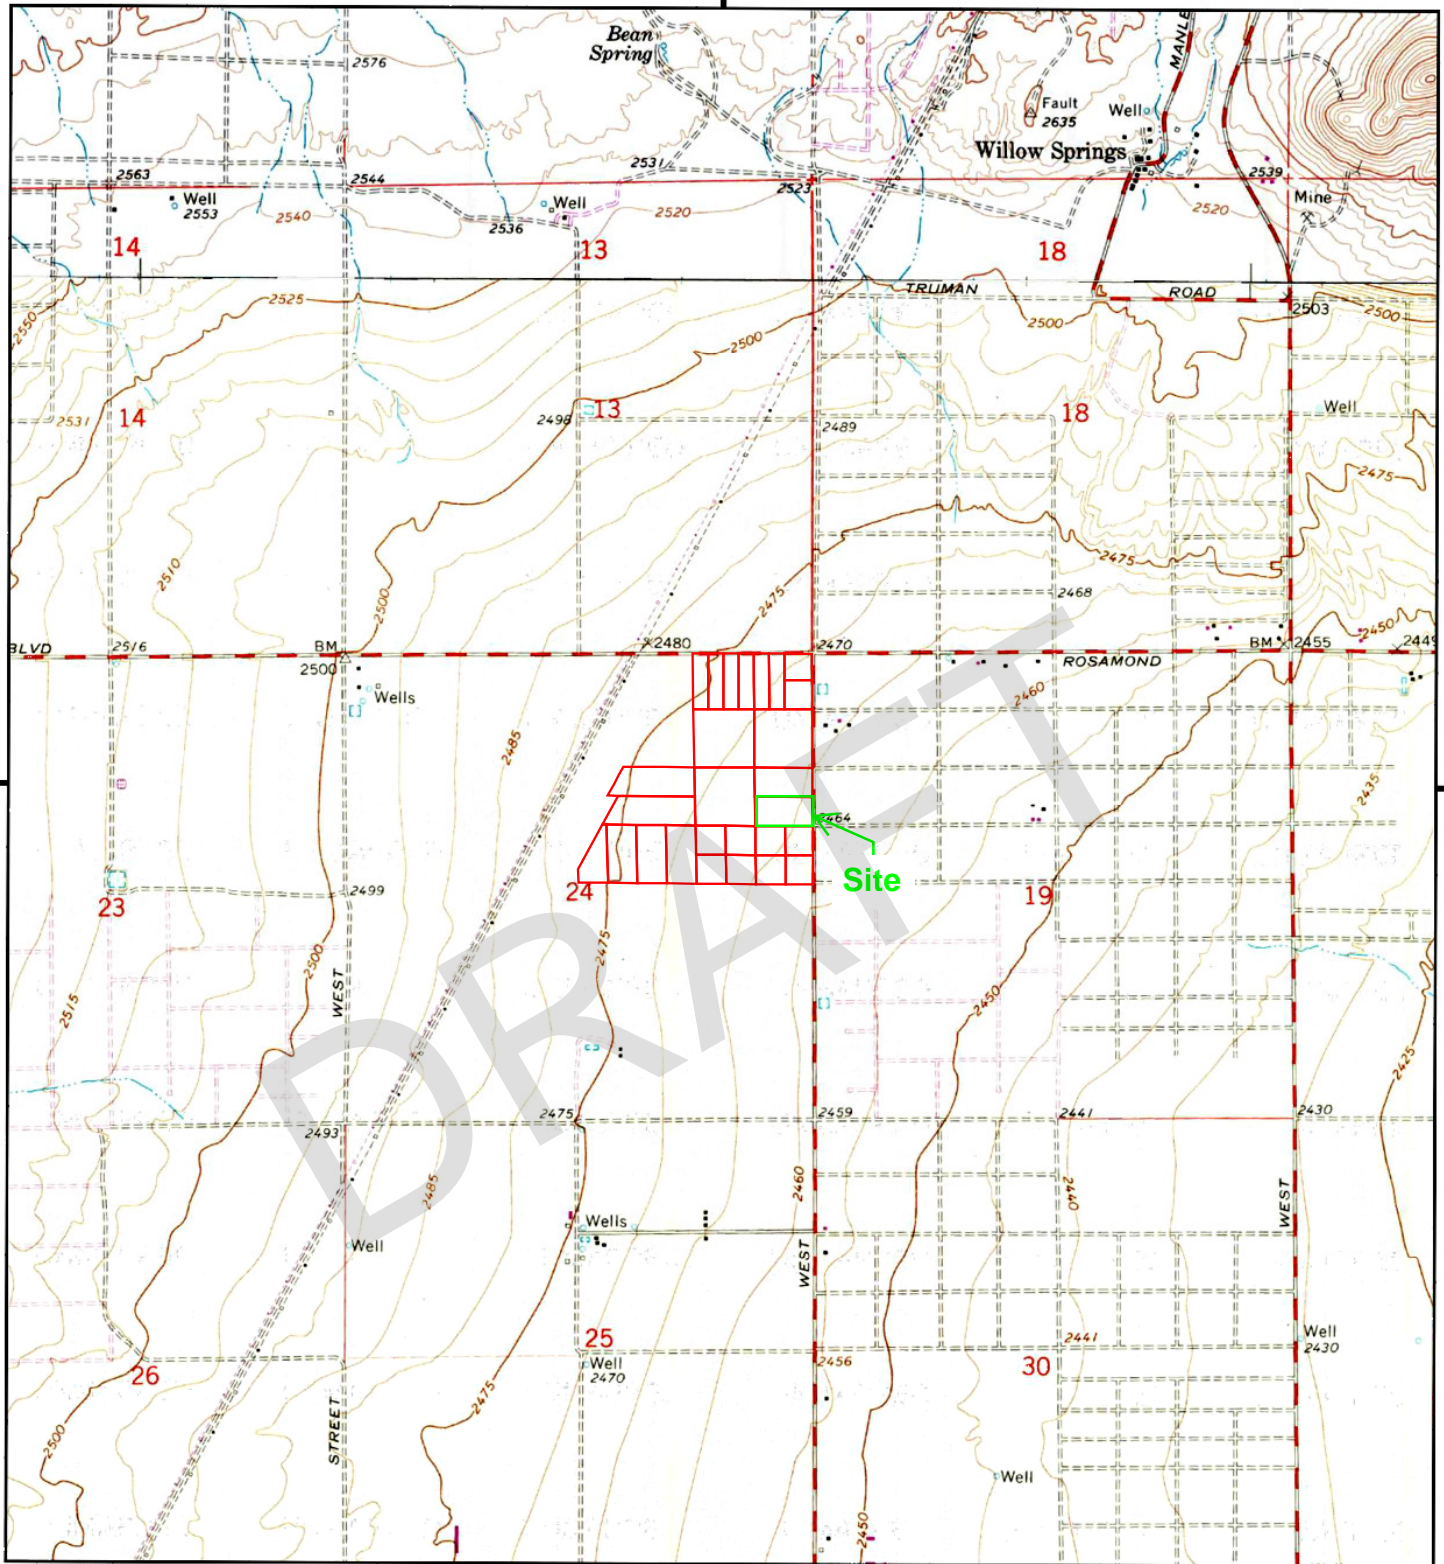 MANLE
Bean
Spring
2576
Fault
2635
Well
Willow Springs
2531
2563
2544
2523
2539
Well
2553
2540
Well
2536
2520
2520
Mine
14
13
18
TRUMAN
ROAD
2525
2503
2500
2500
2550
2500
14
13
18
Well
2531
2498
2489
2475
2510
2500
2475
2475
2468
2450
BLVD
2516
BM
2500
2480
2470
ROSAMOND
BM
2455
2449
Wells
2460
2485
2435
2464
Site
23
2499
24
19
2475
2500
WEST
2515
2450
2425
DRAFT
2475
2459
2441
2430
2493
2485
2460
2440
WEST
Wells
Well
WEST
25
2441
Well
2430
26
Well
2470
2456
30
2475
STREET
2500
Well
2450